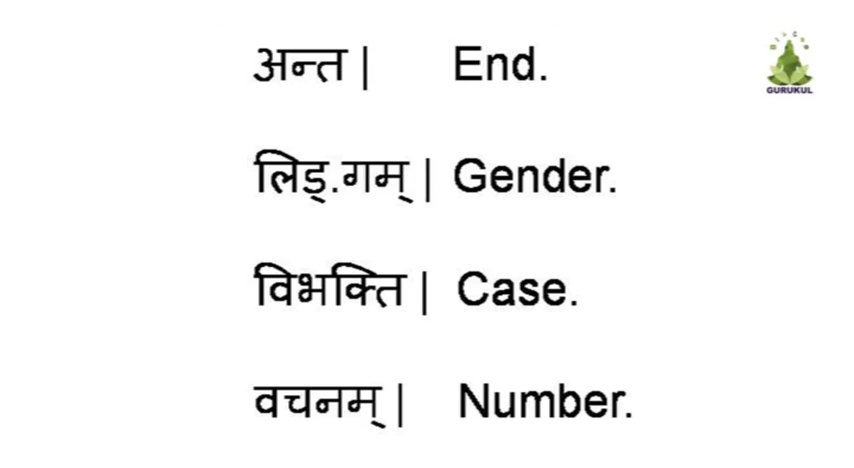 अन्त | End.
लिड्.गम् | Gender.
विभक्ति | Case.
वचनम् | Number.
GURUKUL